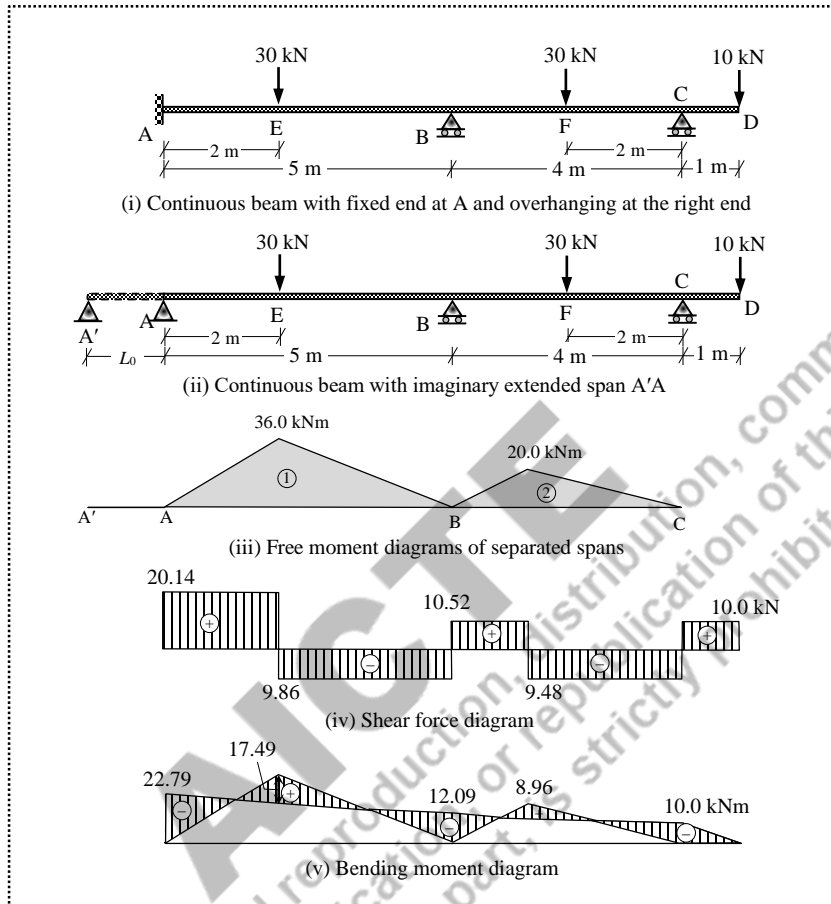 30 kN 30 kN 10 kN
A E B F C D
2 m 2 m
5 m 4 m 1 m
(i) Continuous beam with fixed end at A and overhanging at the right end
30 kN 30 kN 10 kN
A′ A E B F C D
2 m 2 m
L0 5 m 4 m 1 m
(ii) Continuous beam with imaginary extended span A′A
36.0 kNm
20.0 kNm
1 2
A′ A B C
(iii) Free moment diagrams of separated spans
20.14
10.52 10.0 kN
+ + +
− −
9.86 9.48
(iv) Shear force diagram
17.49
22.79 12.09 8.96 10.0 kNm
− + − + −
(v) Bending moment diagram
AICTE